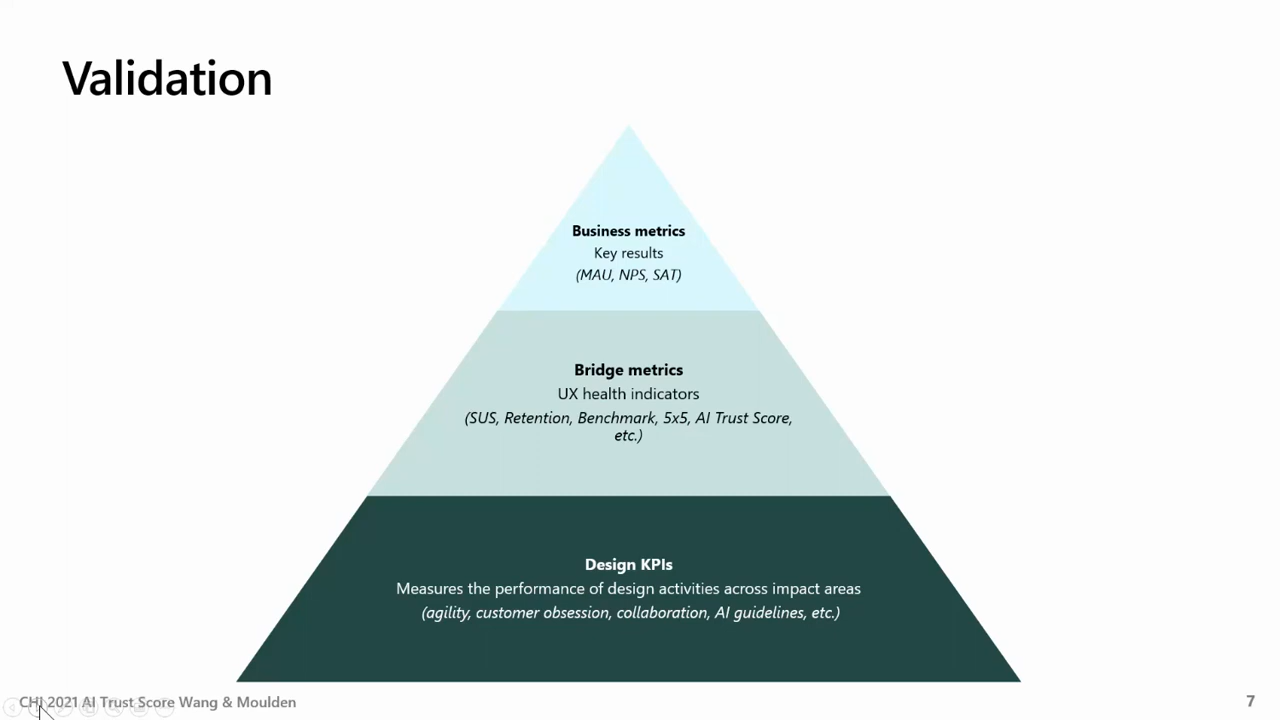 Validation
Business metrics
Key results
(MAU, NPS, SAT)
Bridge metrics
UX health indicators
(SUS, Retention, Benchmark, 5x5, AI Trust Score,
etc.)
Design KPIs
Measures the performance of design activities across impact areas
(agility, customer obsession, collaboration, AI guidelines, etc.)
CHI 2021 AI Trust Score Wang & Moulden
7